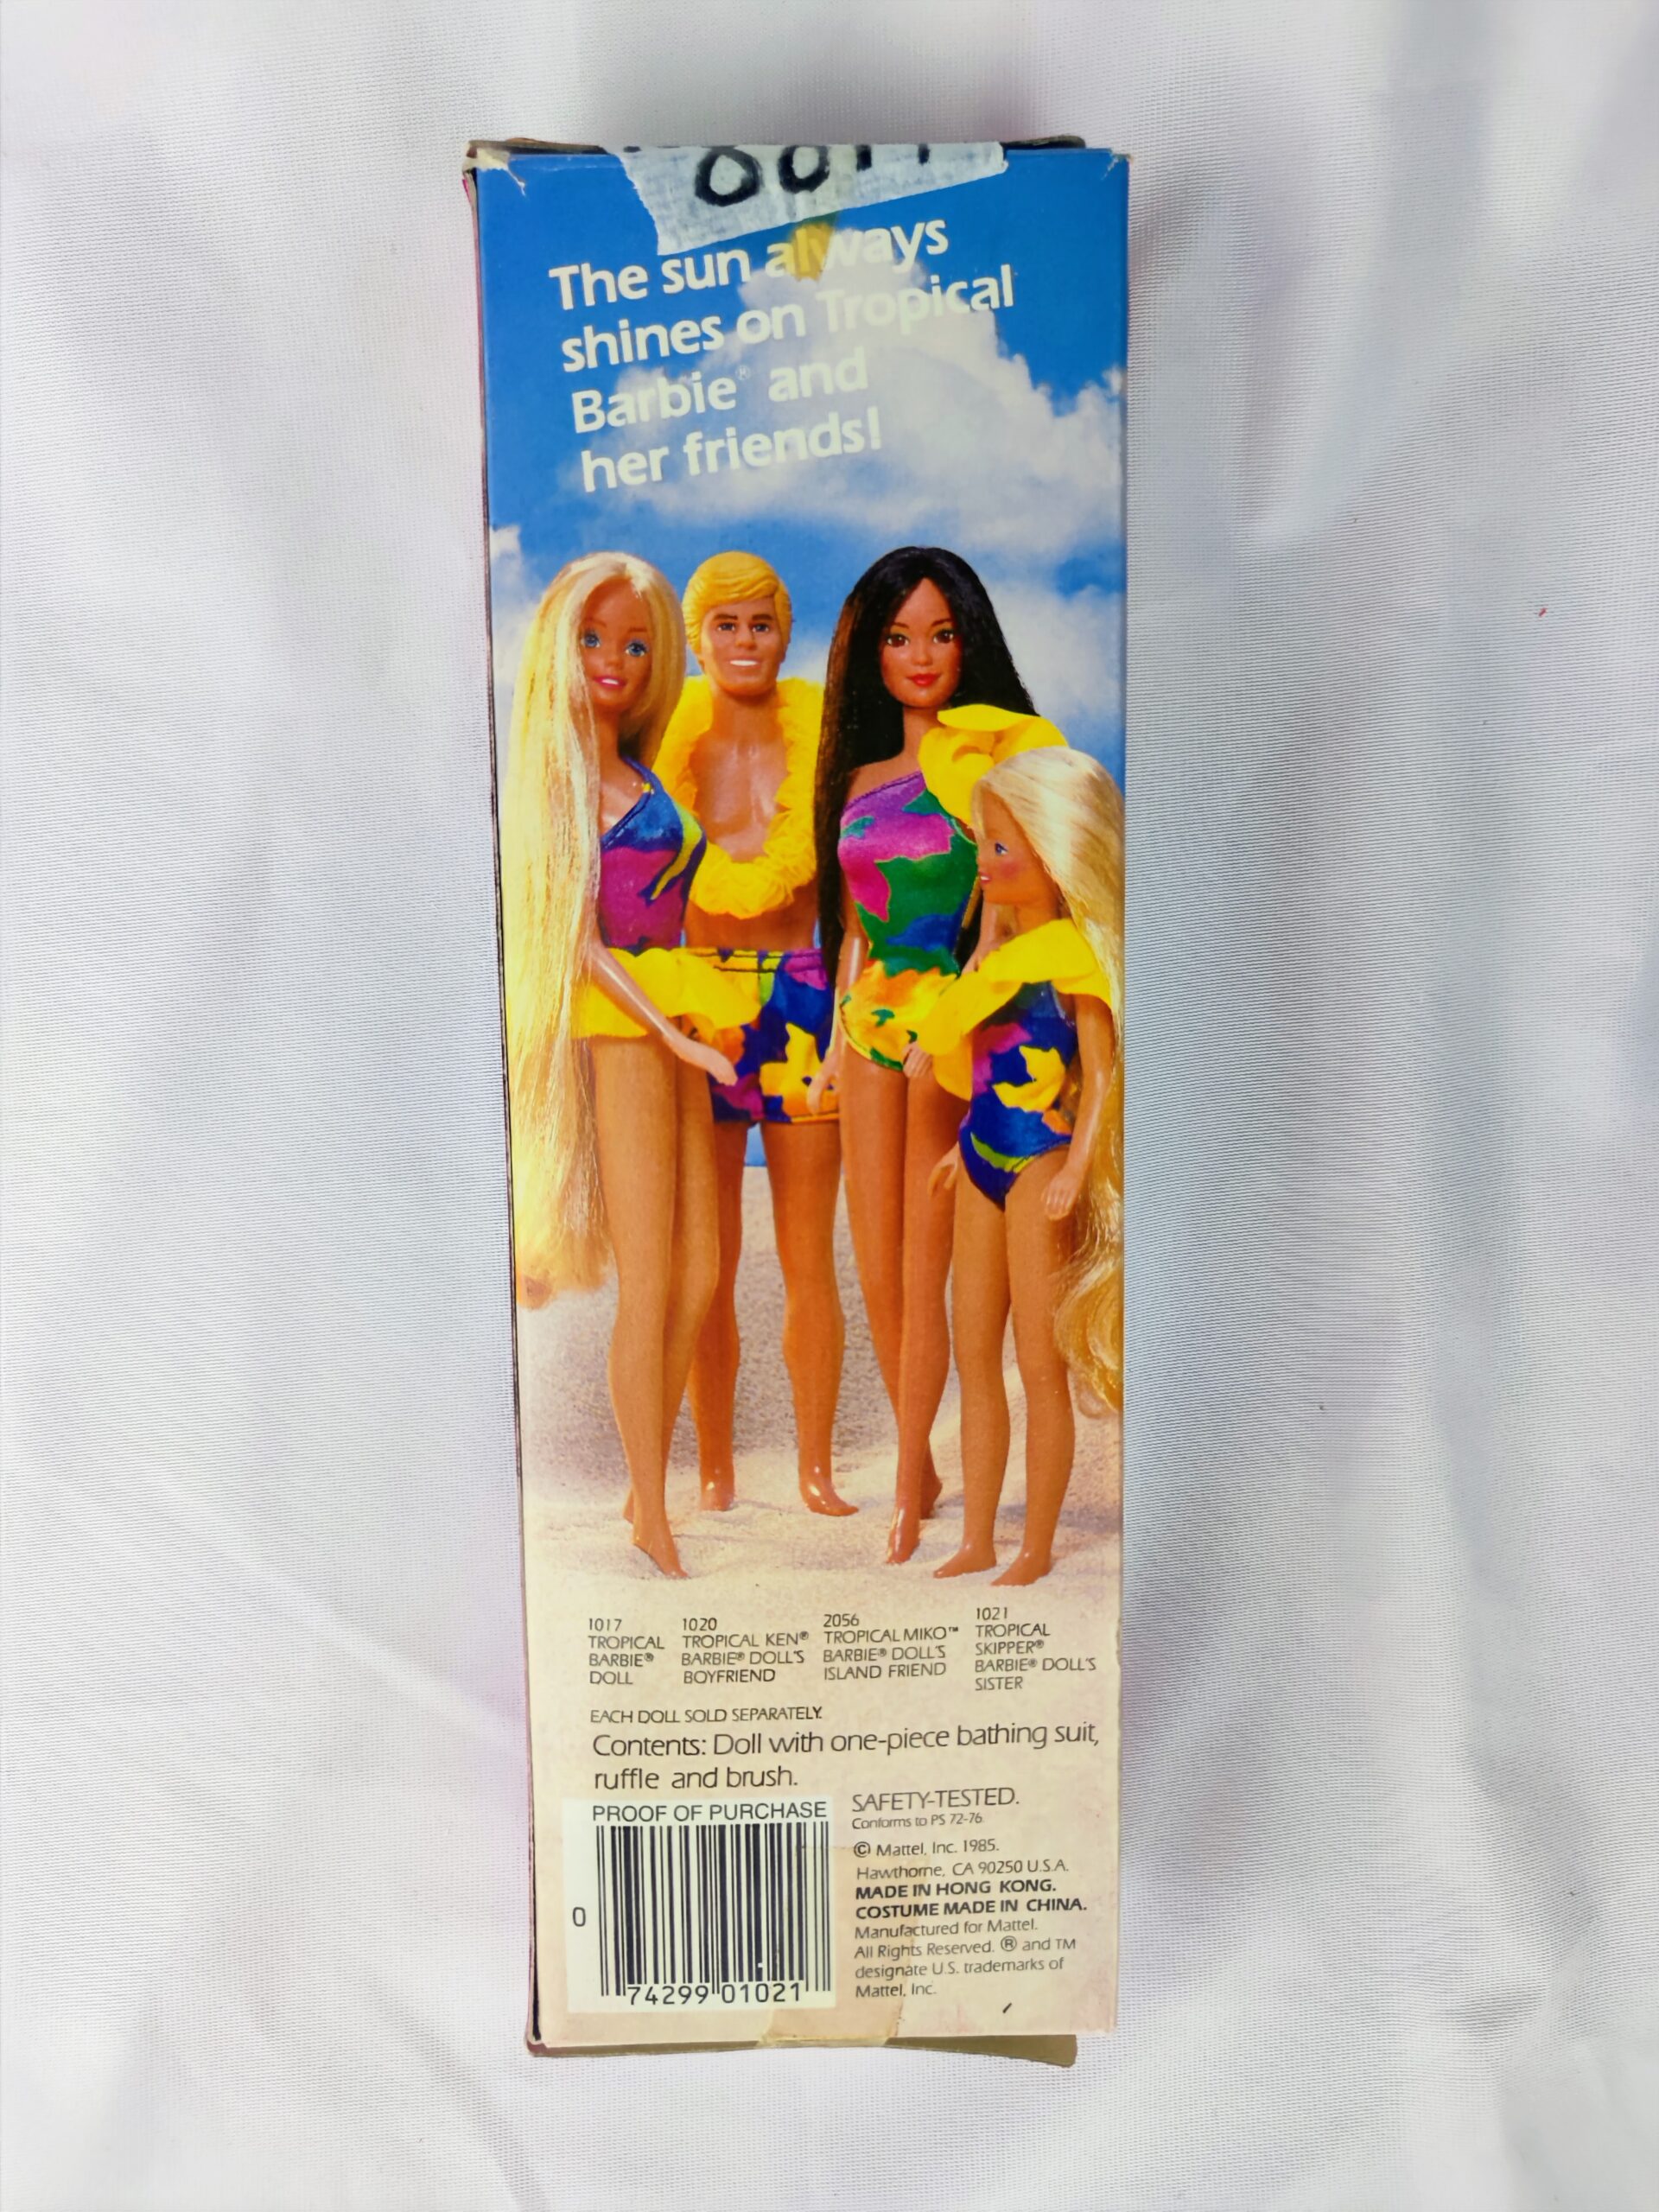 The sun always
shines on Tropical
Barbie® and
her friends!
1017
TROPICAL
BARBIE®
DOLL
1020
TROPICAL KEN®
BARBIE® DOLL'S
BOYFRIEND
2056
TROPICAL MIKO™
BARBIE® DOLL'S
ISLAND FRIEND
1021
TROPICAL
SKIPPER®
BARBIE® DOLL'S
SISTER
EACH DOLL SOLD SEPARATELY.
Contents: Doll with one-piece bathing suit,
ruffle and brush.
PROOF OF PURCHASE
0 74299 01021
SAFETY-TESTED.
Conforms to PS 72-76
© Mattel, Inc. 1985.
Hawthorne, CA 90250 U.S.A.
MADE IN HONG KONG.
COSTUME MADE IN CHINA.
Manufactured for Mattel.
All Rights Reserved. ® and TM
designate U.S. trademarks of
Mattel, Inc.